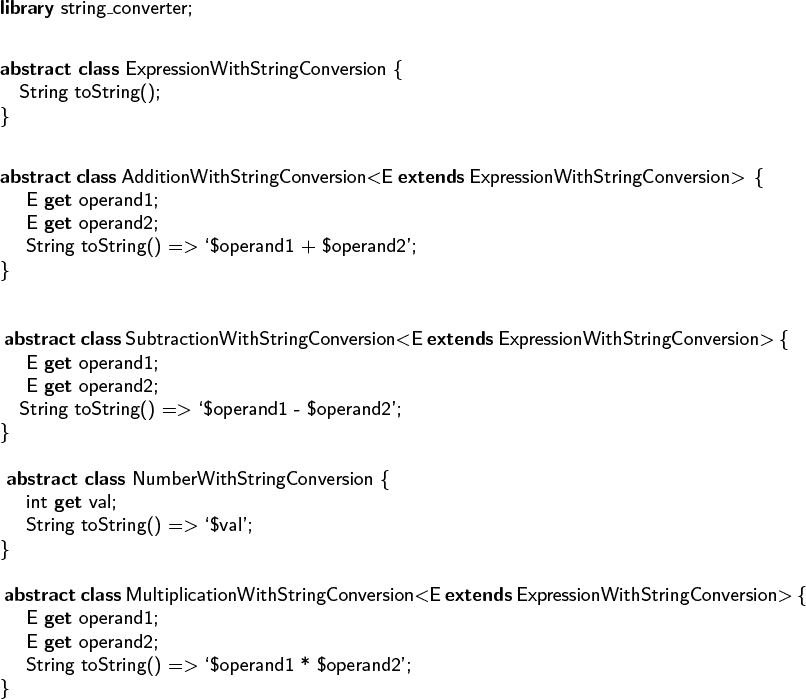 library string_converter;
abstract class ExpressionWithStringConversion {
String toString();
}
abstract class AdditionWithStringConversion<E extends ExpressionWithStringConversion> {
E get operand1;
E get operand2;
String toString() => ‘$operand1 + $operand2’;
}
abstract class SubtractionWithStringConversion<E extends ExpressionWithStringConversion> {
E get operand1;
E get operand2;
String toString() => ‘$operand1 - $operand2’;
}
abstract class NumberWithStringConversion {
int get val;
String toString() => ‘$val’;
}
abstract class MultiplicationWithStringConversion<E extends ExpressionWithStringConversion> {
E get operand1;
E get operand2;
String toString() => ‘$operand1 * $operand2’;
}